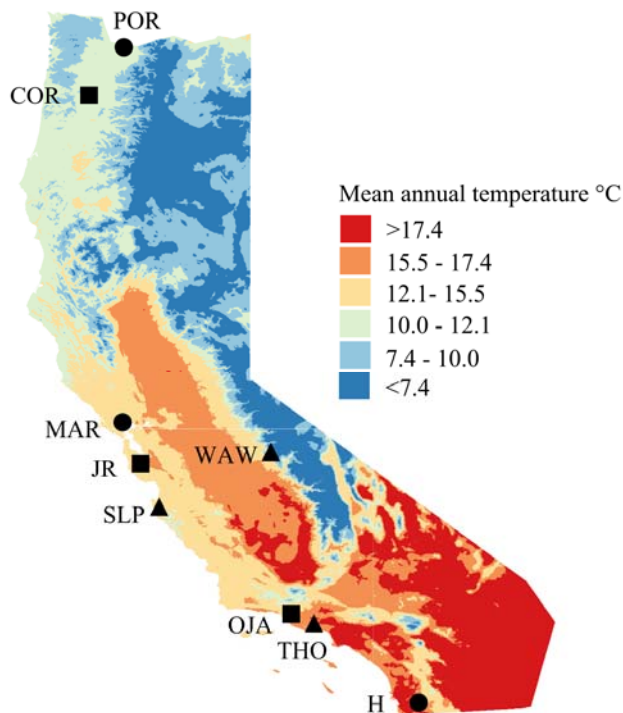 POR
COR
Mean annual temperature °C
>17.4
15.5 - 17.4
12.1- 15.5
10.0 - 12.1
7.4 - 10.0
<7.4
MAR
WAW
JR
SLP
OJA
THO
H